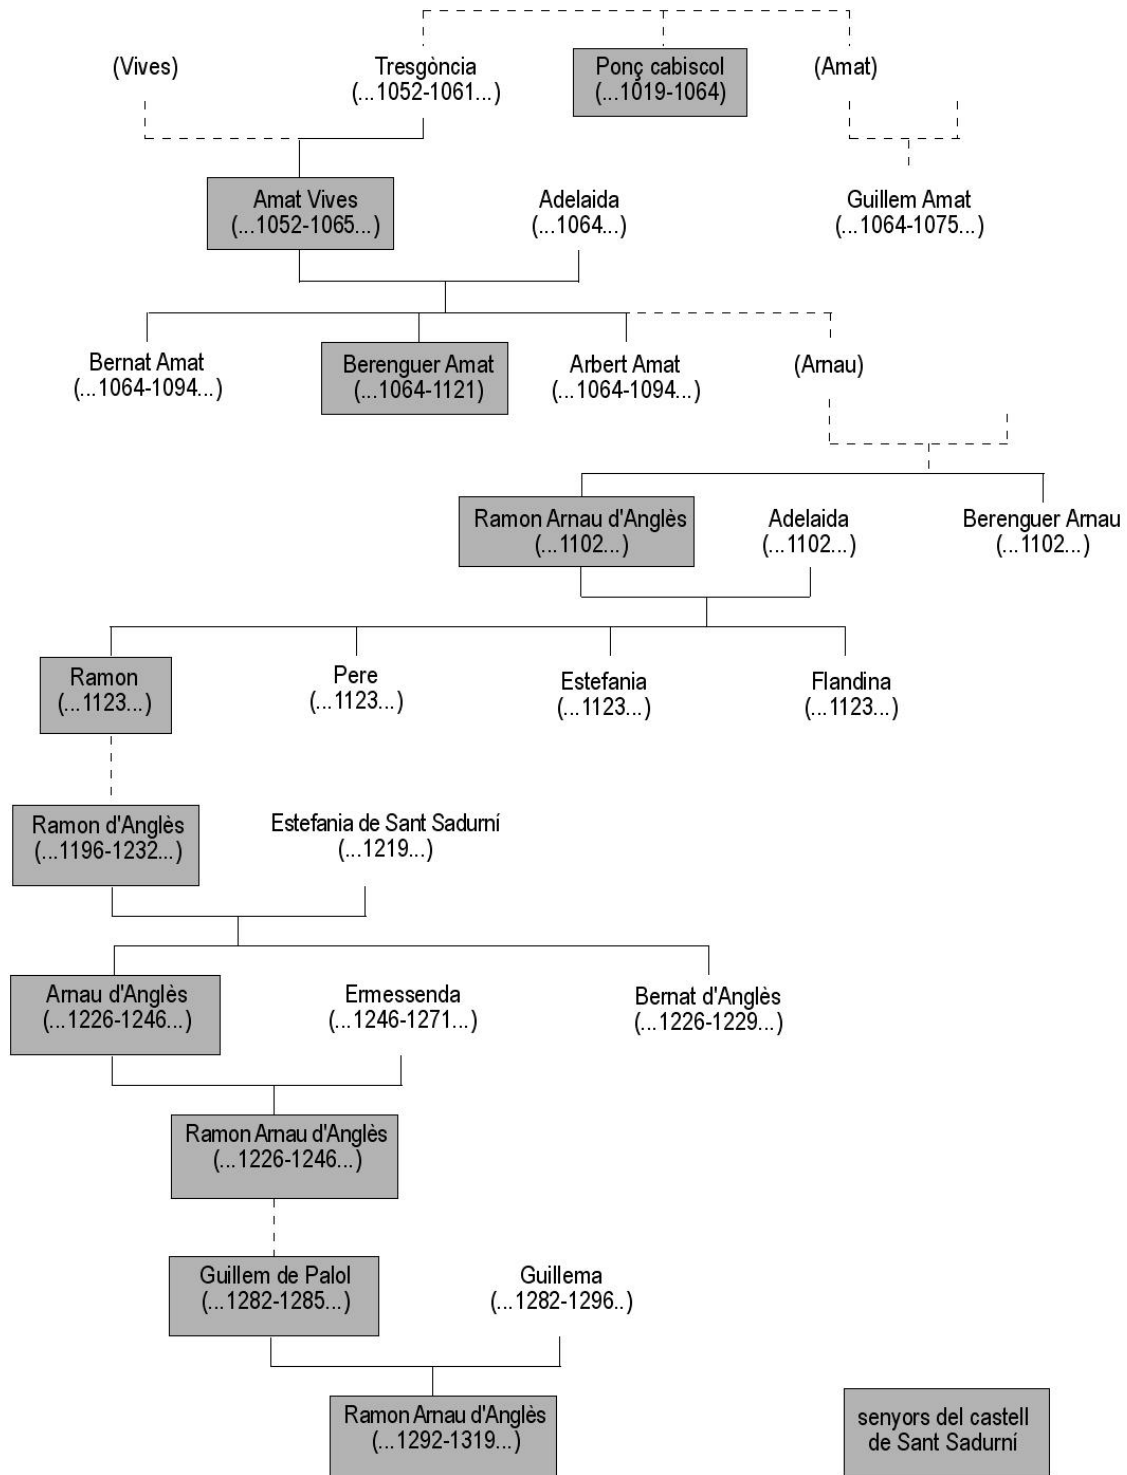 (Vives)
Tresgòncia
(...1052-1061...)
Ponç cabiscol
(...1019-1064)
(Amat)
Amat Vives
(...1052-1065...)
Adelaida
(...1064...)
Guillem Amat
(...1064-1075...)
Bernat Amat
(...1064-1094...)
Berenguer Amat
(...1064-1121)
Arbert Amat
(...1064-1094...)
(Arnau)
Ramon Arnau d'Anglès
(...1102...)
Adelaida
(...1102...)
Berenguer Arnau
(...1102...)
Ramon
(...1123...)
Pere
(...1123...)
Estefania
(...1123...)
Flandina
(...1123...)
Ramon d'Anglès
(...1196-1232...)
Estefania de Sant Sadurní
(...1219...)
Arnau d'Anglès
(...1226-1246...)
Ermessenda
(...1246-1271...)
Bernat d'Anglès
(...1226-1229...)
Ramon Arnau d'Anglès
(...1226-1246...)
Guillem de Palol
(...1282-1285...)
Guillema
(...1282-1296..)
Ramon Arnau d'Anglès
(...1292-1319...)
senyors del castell
de Sant Sadurní